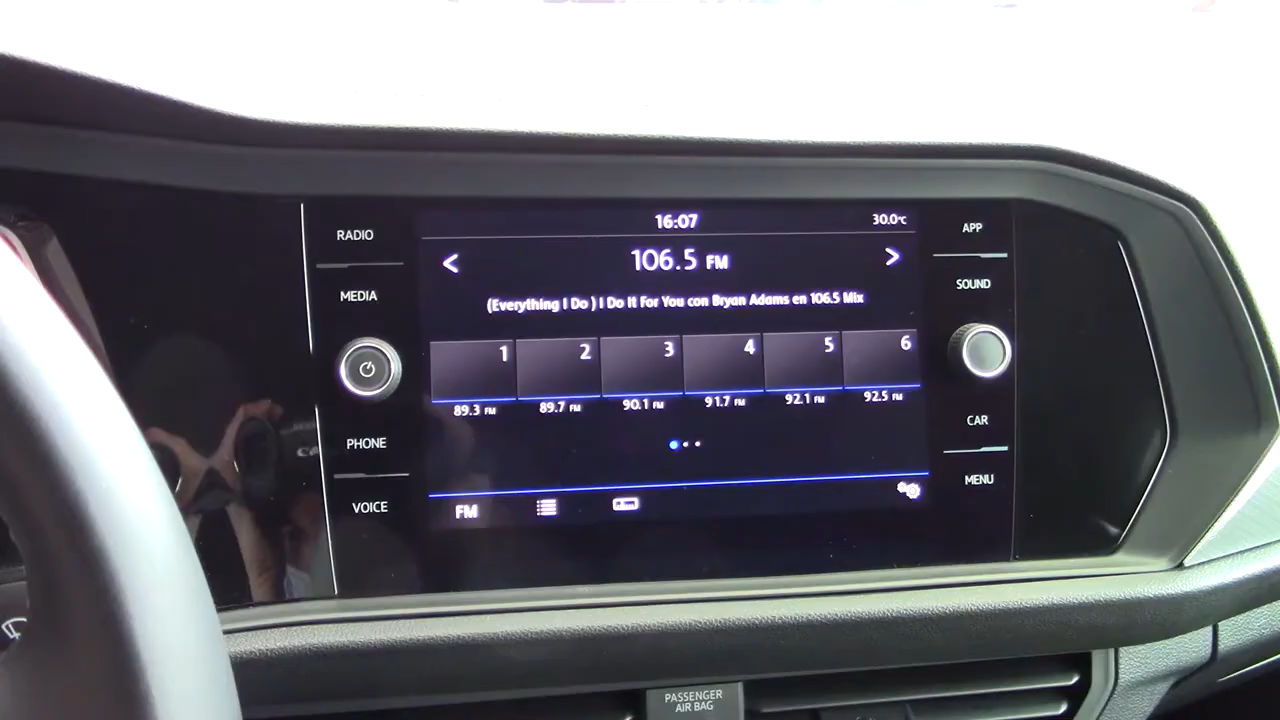 RADIO
MEDIA
PHONE
VOICE
16:07
30.0°C
< 106.5 FM >
(Everything I Do ) I Do It For You con Bryan Adams en 106.5 Mix
1 2 3 4 5 6
89.3 FM 89.7 FM 90.1 FM 91.7 FM 92.1 FM 92.5 FM
FM
APP
SOUND
CAR
MENU
PASSENGER
AIR BAG